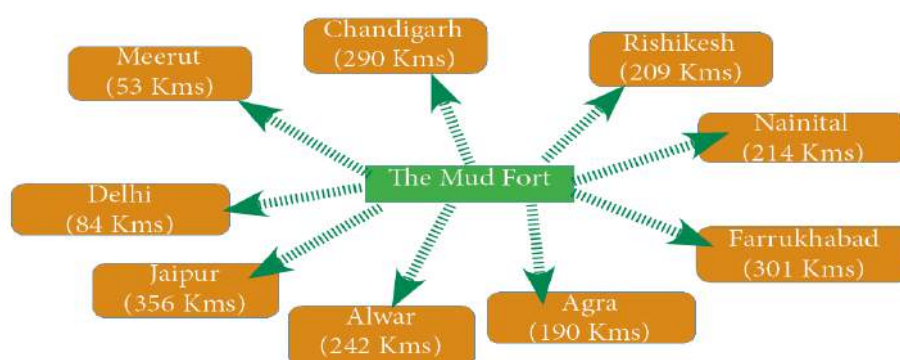 Chandigarh
(290 Kms)
Rishikesh
(209 Kms)
Meerut
(53 Kms)
Nainital
(214 Kms)
The Mud Fort
Delhi
(84 Kms)
Farrukhabad
(301 Kms)
Jaipur
(356 Kms)
Agra
(190 Kms)
Alwar
(242 Kms)